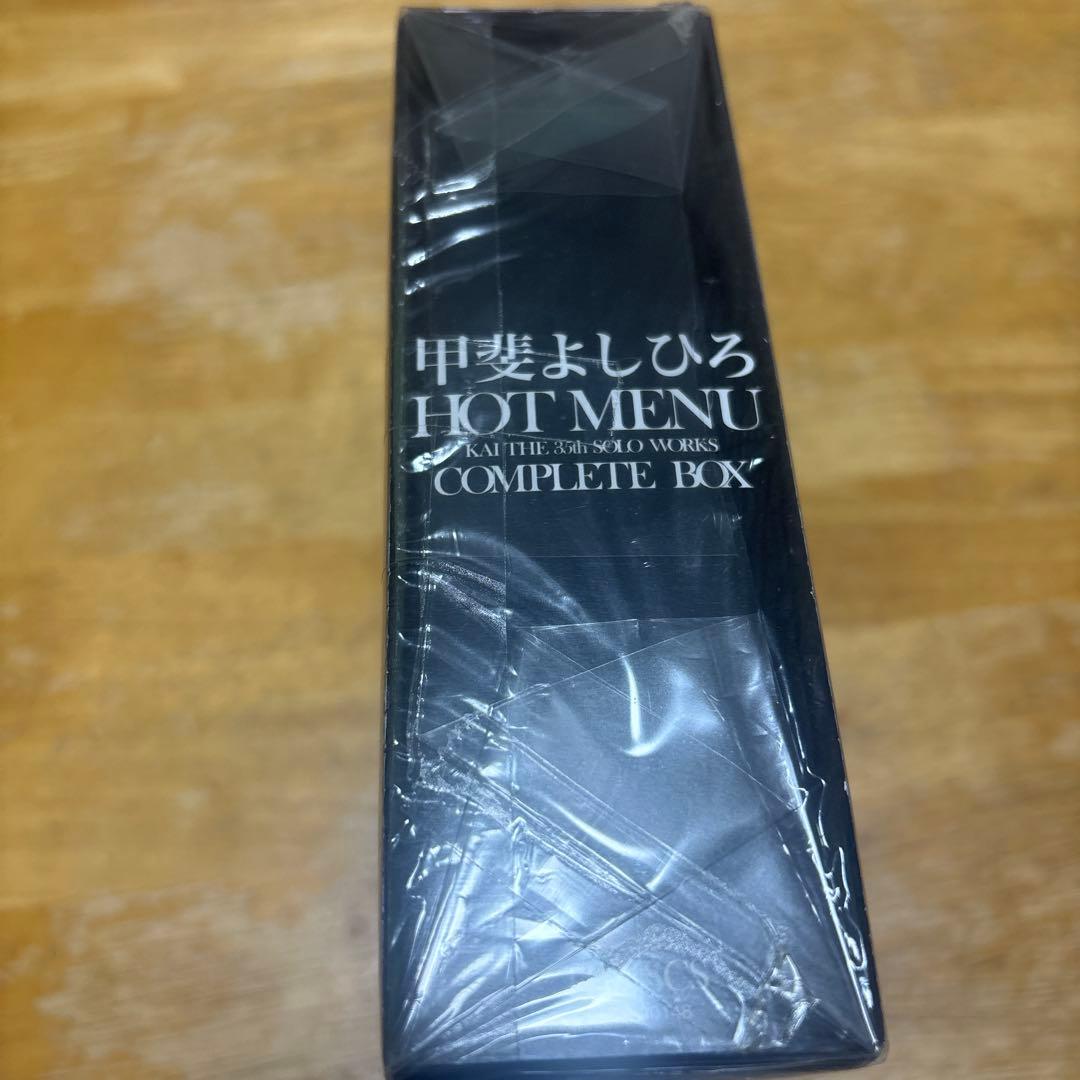 甲斐よしひろ
HOT MENU
KAI THE 35th SOLO WORKS
COMPLETE BOX